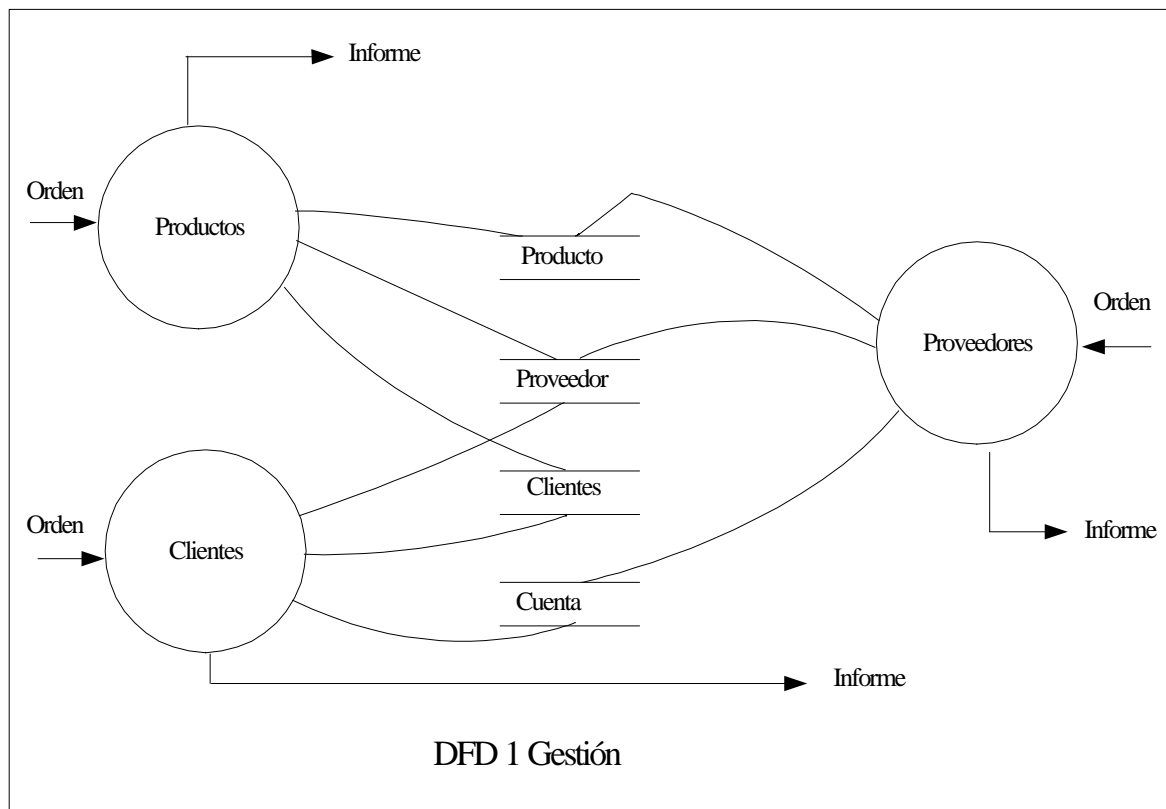 Informe
Orden
Productos
Producto
Orden
Proveedores
Proveedor
Clientes
Orden
Clientes
Informe
Cuenta
Informe
DFD 1 Gestión